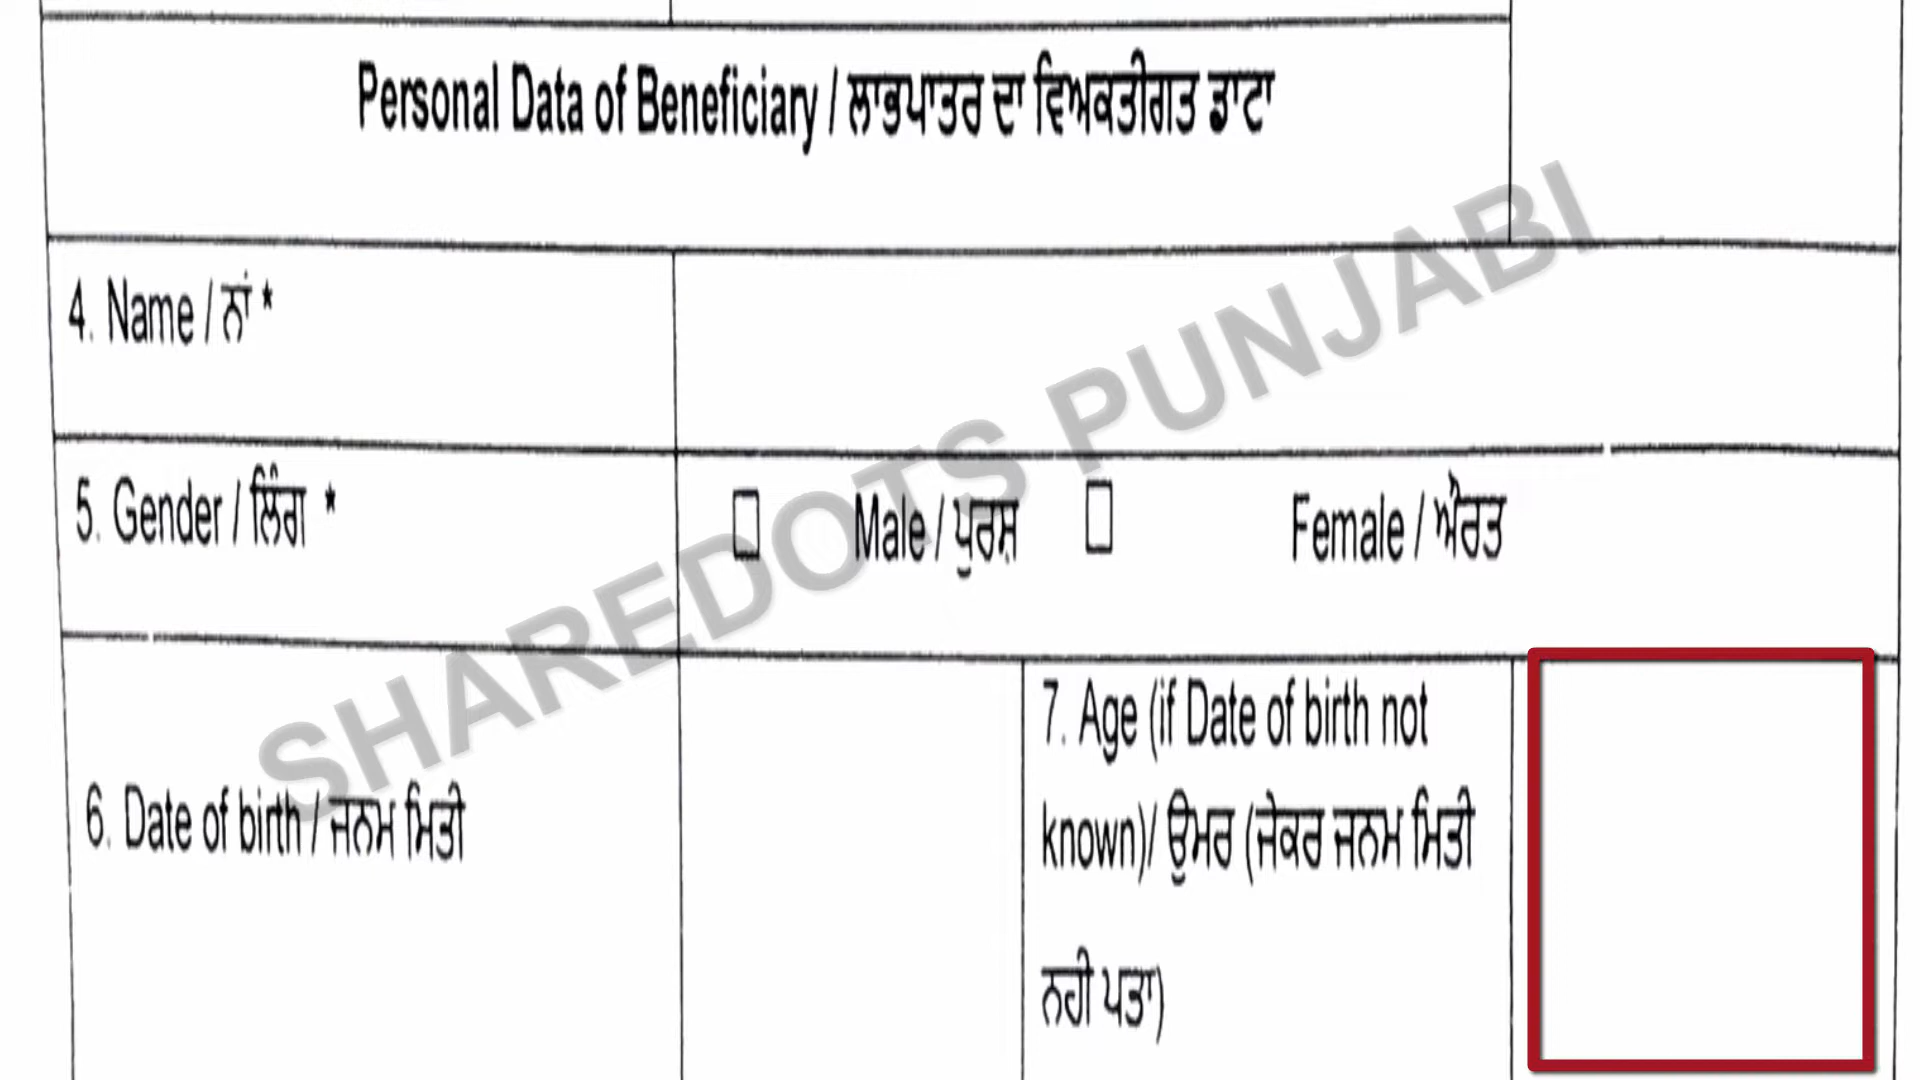 Personal Data of Beneficiary / ਲਾਭਪਾਤਰ ਦਾ ਵਿਅਕਤੀਗਤ ਡਾਟਾ
4. Name / ਨਾਂ *
5. Gender / ਲਿੰਗ *
Male / ਪੁਰਸ਼
Female / ਔਰਤ
6. Date of birth / ਜਨਮ ਮਿਤੀ
7. Age (if Date of birth not
known)/ ਉਮਰ (ਜੇਕਰ ਜਨਮ ਮਿਤੀ
ਨਹੀ ਪਤਾ)
SHAREDOTS PUNJABI